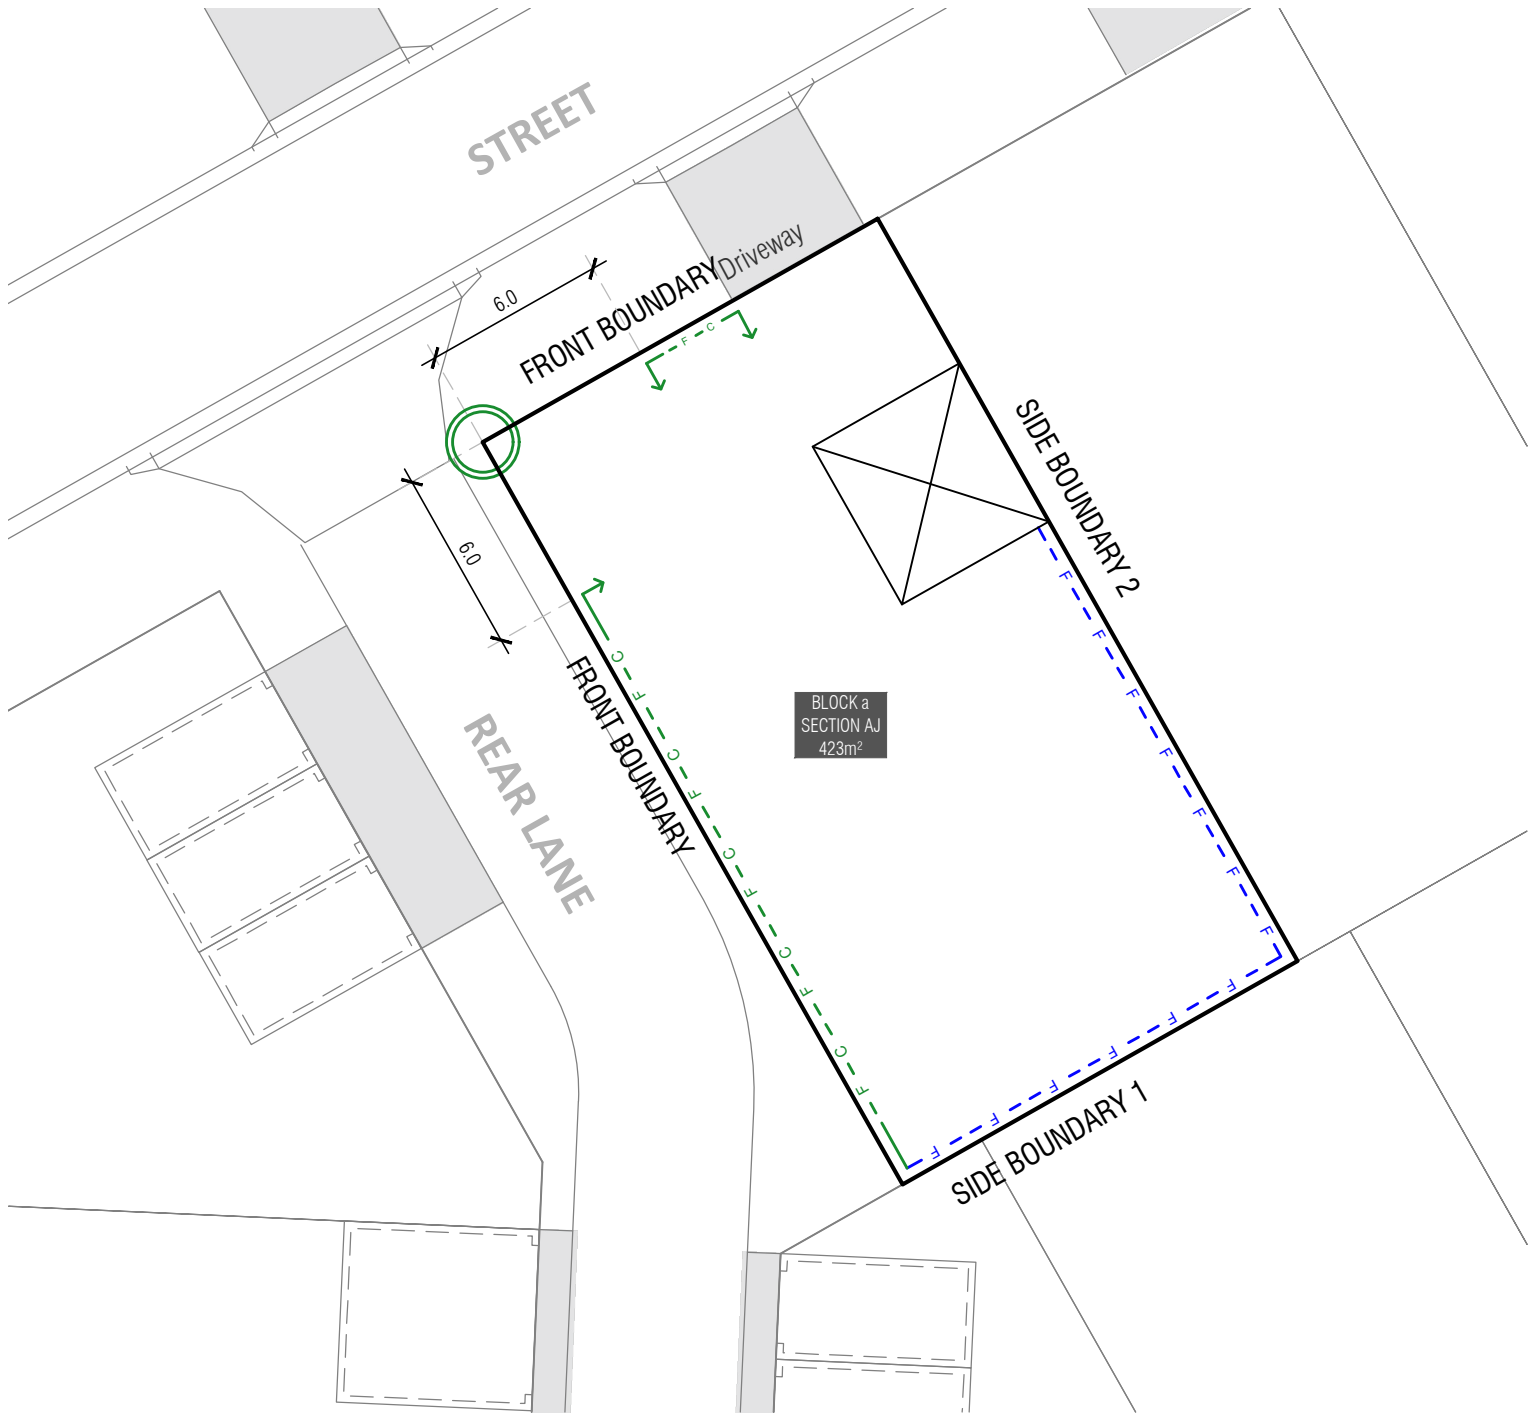 STREET
Driveway
FRONT BOUNDARY
6.0
F C
SIDE BOUNDARY 2
6.0
FRONT BOUNDARY
REAR LANE
BLOCK a
SECTION AJ
423m²
C F C F C F C F C F
F F F F F F F
F F F F F F
SIDE BOUNDARY 1